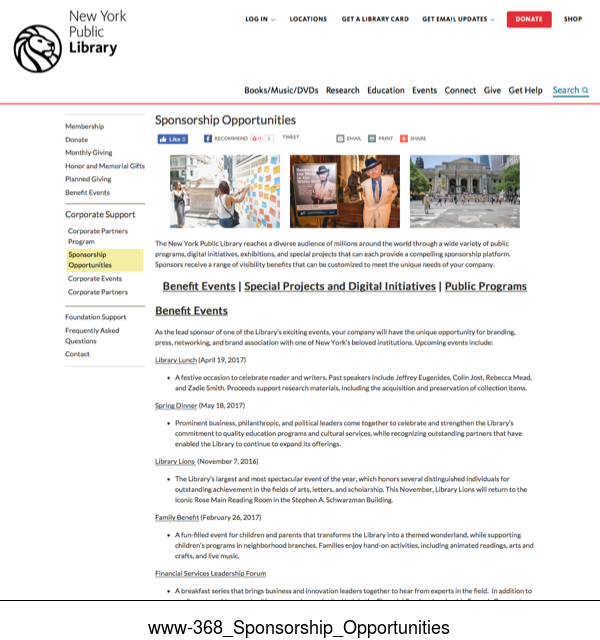 New York
Public
Library
LOG IN
LOCATIONS
GET A LIBRARY CARD
GET EMAIL UPDATES
DONATE
SHOP
Books/Music/DVDs
Research
Education
Events
Connect
Give
Get Help
Search
Membership
Donate
Monthly Giving
Honor and Memorial Gifts
Planned Giving
Benefit Events
Corporate Support
Corporate Partners
Program
Sponsorship
Opportunities
Corporate Events
Corporate Partners
Foundation Support
Frequently Asked
Questions
Contact
Sponsorship Opportunities
Like 0
RECOMMEND
TWEET
EMAIL
PRINT
SHARE
The New York Public Library reaches a diverse audience of millions around the world through a wide variety of public
programs, digital initiatives, exhibitions, and special projects that can each provide a compelling sponsorship platform.
Sponsors receive a range of visibility benefits that can be customized to meet the unique needs of your company.
Benefit Events | Special Projects and Digital Initiatives | Public Programs
Benefit Events
As the lead sponsor of one of the Library's exciting events, your company will have the unique opportunity for branding,
press, networking, and brand association with one of New York's beloved institutions. Upcoming events include:
Library Lunch (April 19, 2017)
• A festive occasion to celebrate reader and writers. Past speakers include Jeffrey Eugenides, Colin Jost, Rebecca Mead,
and Zadie Smith. Proceeds support research materials, including the acquisition and preservation of collection items.
Spring Dinner (May 18, 2017)
• Prominent business, philanthropic, and political leaders come together to celebrate and strengthen the Library's
commitment to quality education programs and cultural services, while recognizing outstanding partners that have
enabled the Library to continue to expand its offerings.
Library Lions (November 7, 2016)
• The Library's largest and most spectacular event of the year, which honors several distinguished individuals for
outstanding achievement in the fields of arts, letters, and scholarship. This November, Library Lions will return to the
iconic Rose Main Reading Room in the Stephen A. Schwarzman Building.
Family Benefit (February 26, 2017)
• A fun-filled event for children and parents that transforms the Library into a themed wonderland, while supporting
children's programs in neighborhood branches. Families enjoy hand-on activities, including animated readings, arts and
crafts, and live music.
Financial Services Leadership Forum
• A breakfast series that brings business and innovation leaders together to hear from experts in the field. In addition to
www-368_Sponsorship_Opportunities